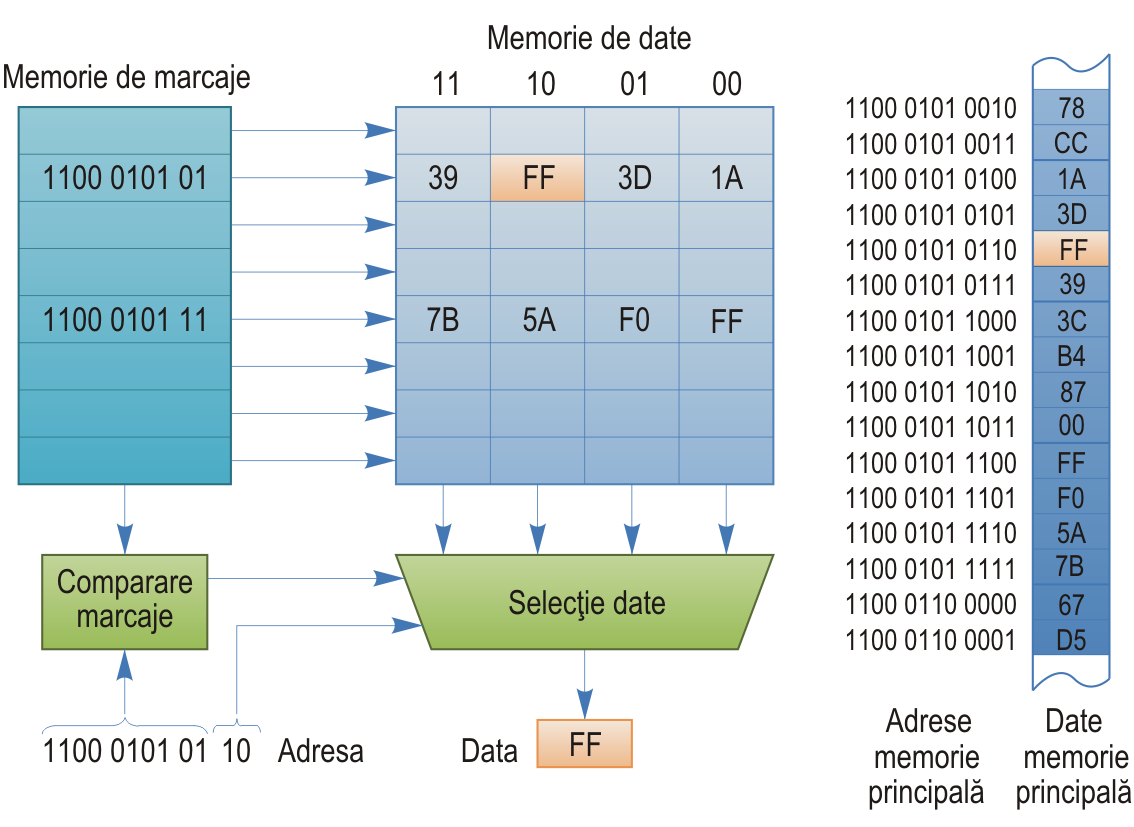 Memorie de date
Memorie de marcaje
11 10 01 00
1100 0101 01
39 FF 3D 1A
1100 0101 11
7B 5A F0 FF
Comparare
marcaje
Selecţie date
1100 0101 01 10 Adresa
Data FF
1100 0101 0010 78
1100 0101 0011 CC
1100 0101 0100 1A
1100 0101 0101 3D
1100 0101 0110 FF
1100 0101 0111 39
1100 0101 1000 3C
1100 0101 1001 B4
1100 0101 1010 87
1100 0101 1011 00
1100 0101 1100 FF
1100 0101 1101 F0
1100 0101 1110 5A
1100 0101 1111 7B
1100 0110 0000 67
1100 0110 0001 D5
Adrese
memorie
principală
Date
memorie
principală